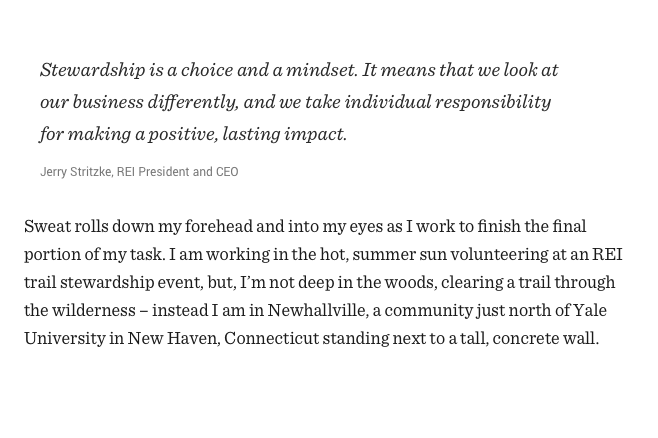 Stewardship is a choice and a mindset. It means that we look at
our business differently, and we take individual responsibility
for making a positive, lasting impact.
Jerry Stritzke, REI President and CEO
Sweat rolls down my forehead and into my eyes as I work to finish the final
portion of my task. I am working in the hot, summer sun volunteering at an REI
trail stewardship event, but, I’m not deep in the woods, clearing a trail through
the wilderness – instead I am in Newhallville, a community just north of Yale
University in New Haven, Connecticut standing next to a tall, concrete wall.